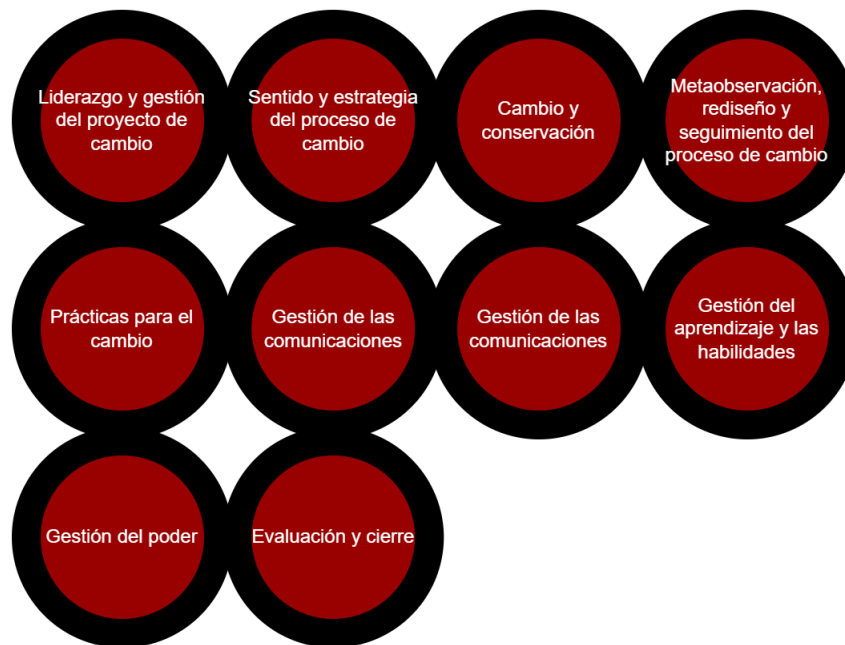 Liderazgo y gestión
del proyecto de
cambio
Sentido y estrategia
del proceso de
cambio
Cambio y
conservación
Metaobservación,
rediseño y
seguimiento del
proceso de cambio
Prácticas para el
cambio
Gestión de las
comunicaciones
Gestión de las
comunicaciones
Gestión del
aprendizaje y las
habilidades
Gestión del poder
Evaluación y cierre